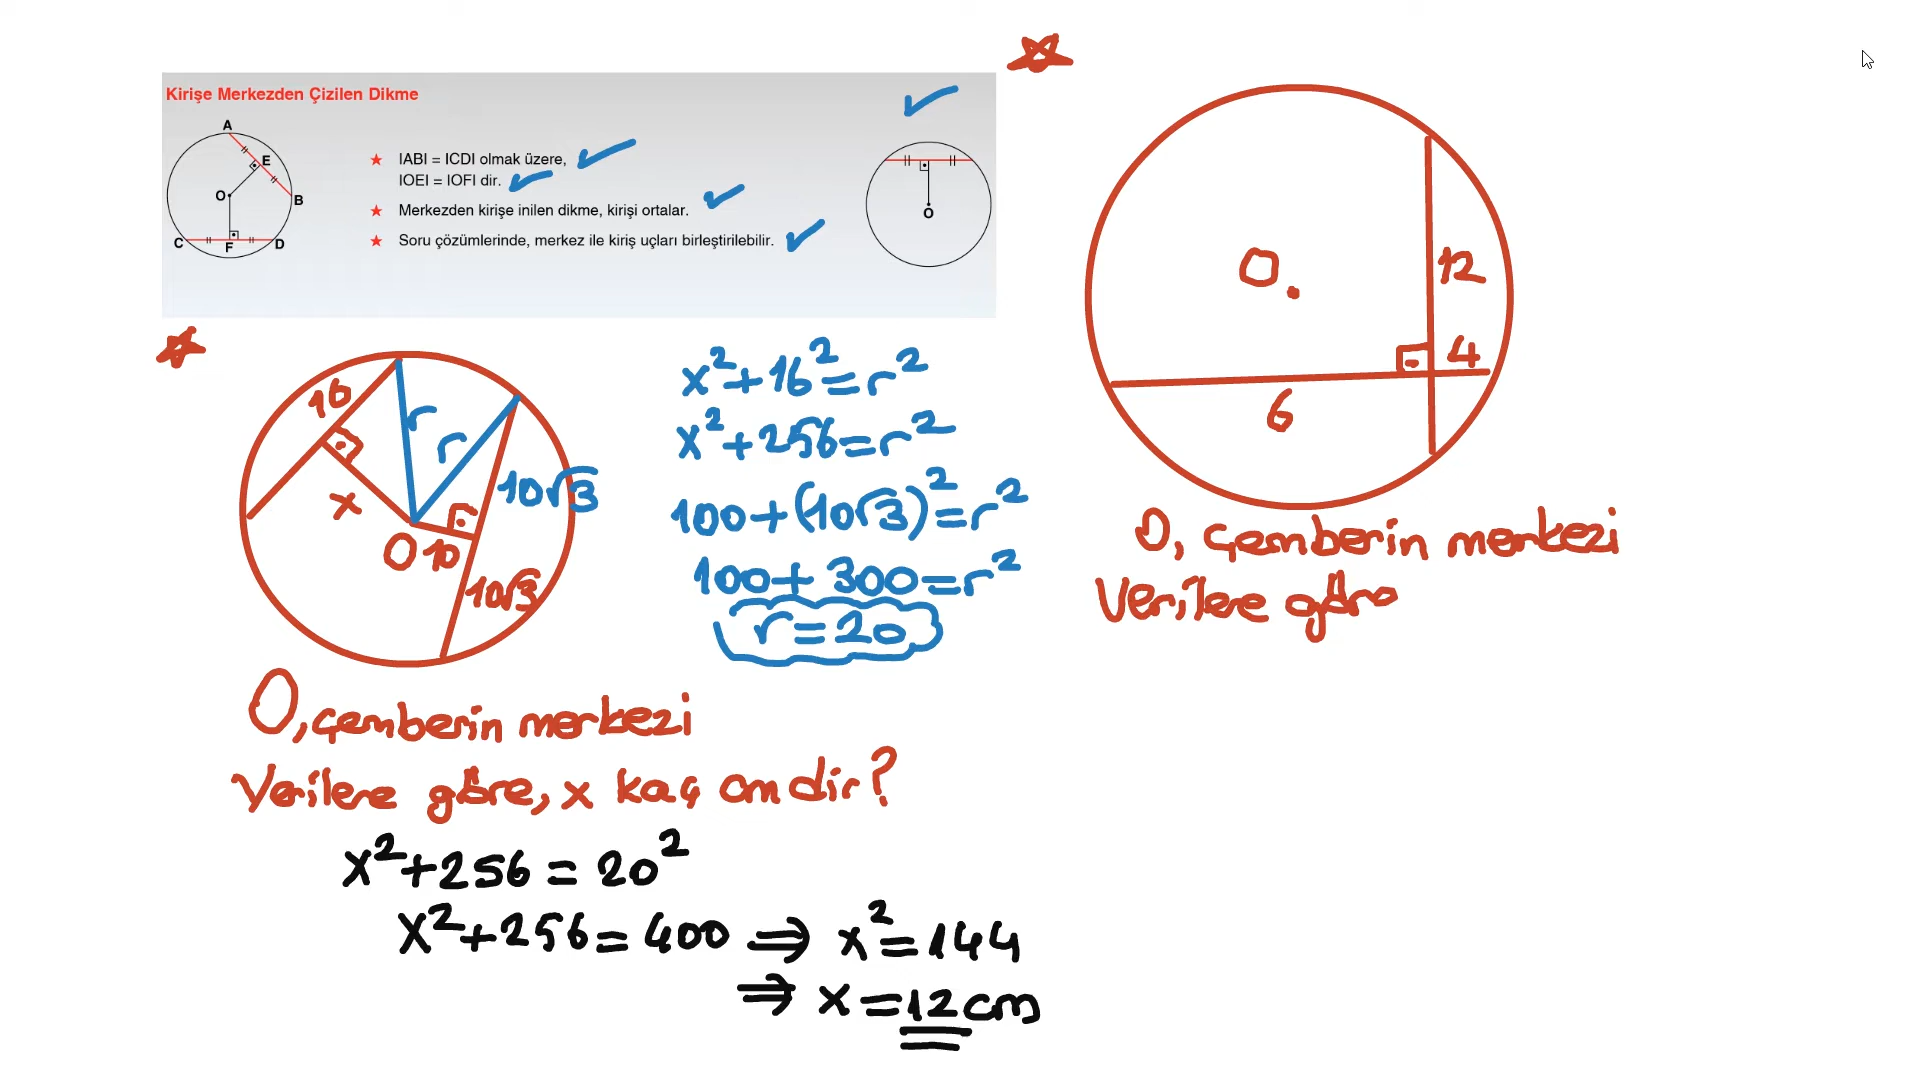 Kirişe Merkezden Çizilen Dikme
A
E
O
B
C
F
D
★ IABI = ICDI olmak üzere,
IOEI = IOFI dir.
★ Merkezden kirişe inilen dikme, kirişi ortalar.
★ Soru çözümlerinde, merkez ile kiriş uçları birleştirilebilir.
O
16
r
r
x
10√3
O
10
10√3
x²+16²=r²
x²+256=r²
100+(10√3)²=r²
100+300=r²
r=20
O, çemberin merkezi
Verilere göre, x kaç cm dir?
x²+256=20²
x²+256=400 ⇒ x²=144
⇒ x=12cm
O
12
4
6
O, çemberin merkezi
Verilere göre